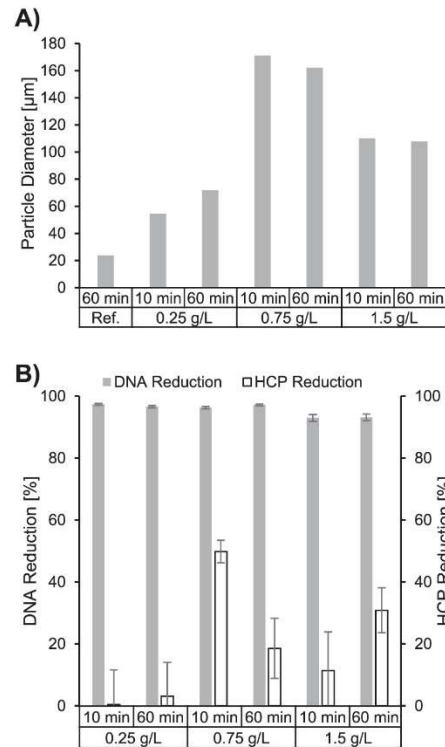 A)
Particle Diameter [µm]
180
160
140
120
100
80
60
40
20
0
60 min 10 min 60 min 10 min 60 min 10 min 60 min
Ref. 0.25 g/L 0.75 g/L 1.5 g/L
B)
DNA Reduction HCP Reduction
DNA Reduction [%]
100 100
80 80
60 60
40 40
20 20
0 0
HCP Reduction [%]
10 min 60 min 10 min 60 min 10 min 60 min
0.25 g/L 0.75 g/L 1.5 g/L